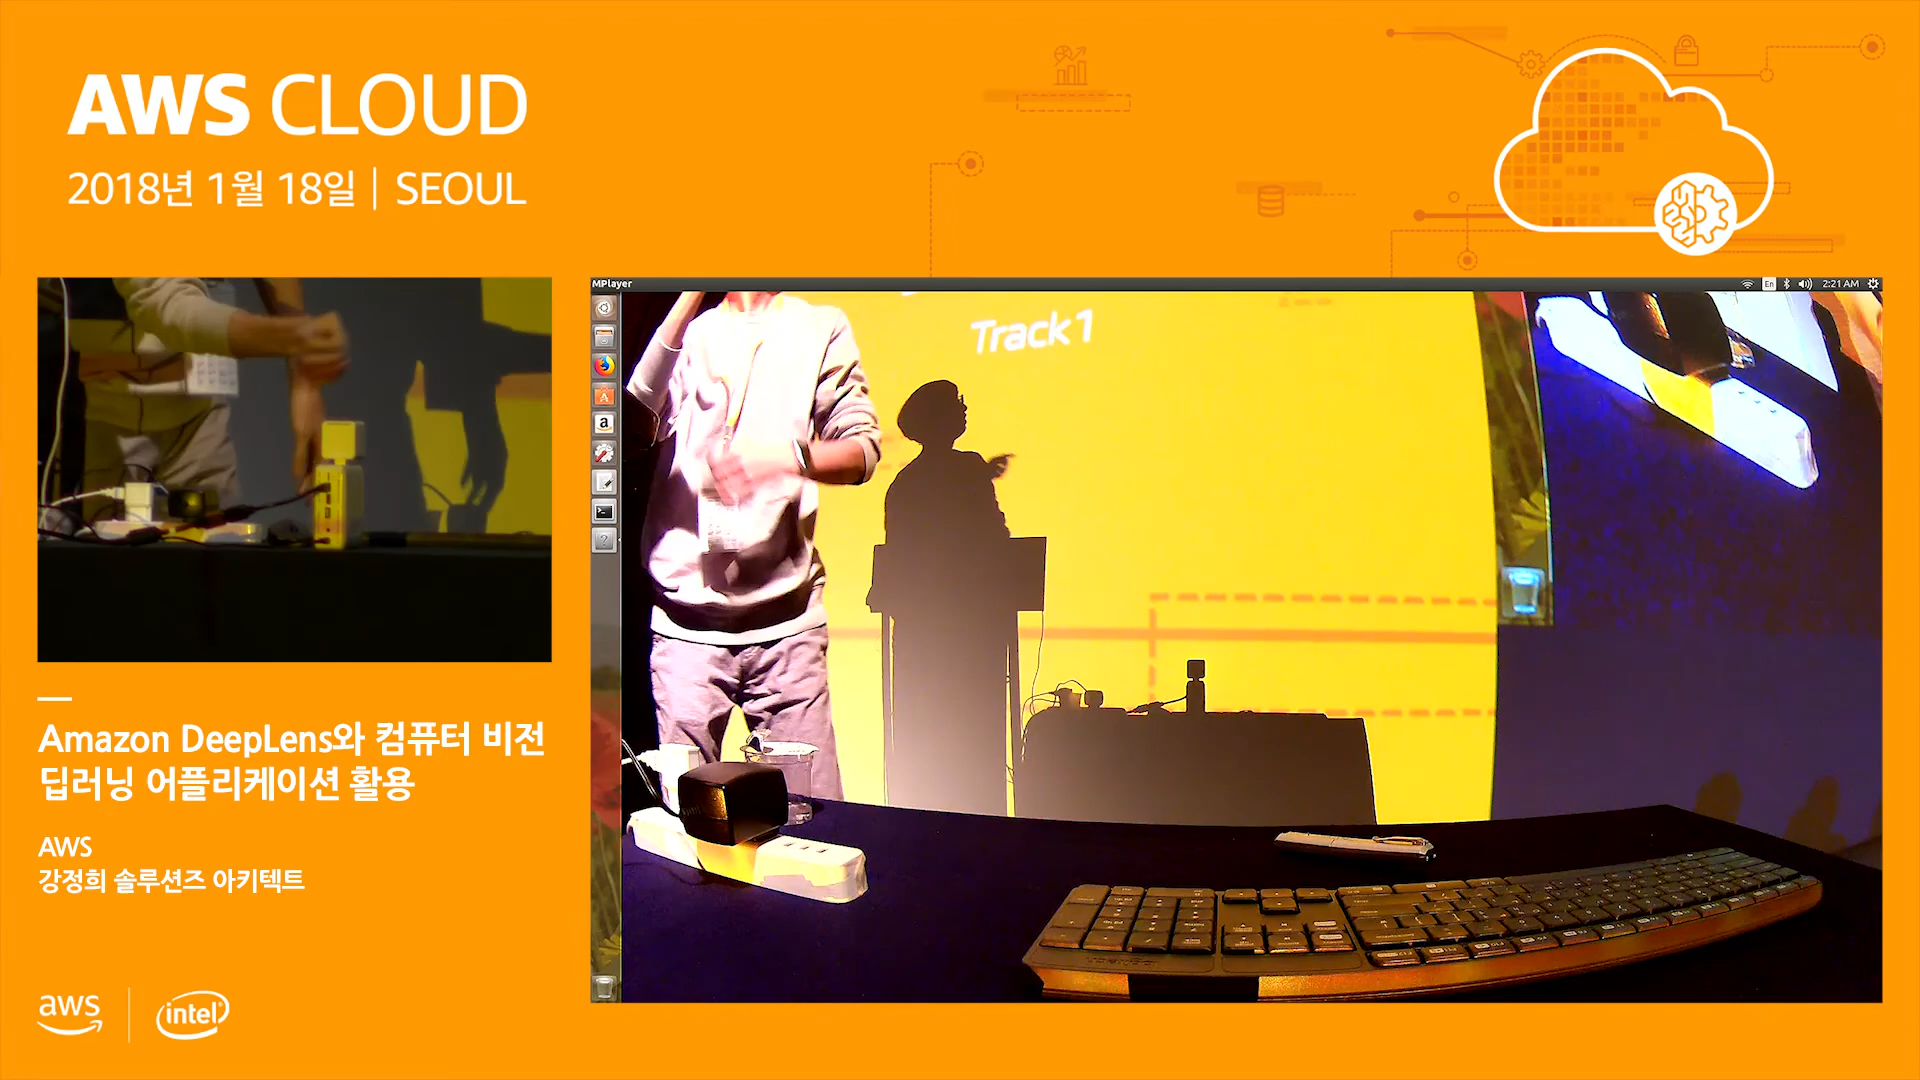 AWS CLOUD
2018년 1월 18일 | SEOUL
MPlayer
En
2:21 AM
Track1
Amazon DeepLens와 컴퓨터 비전
딥러닝 어플리케이션 활용
AWS
강정희 솔루션즈 아키텍트
aws
intel